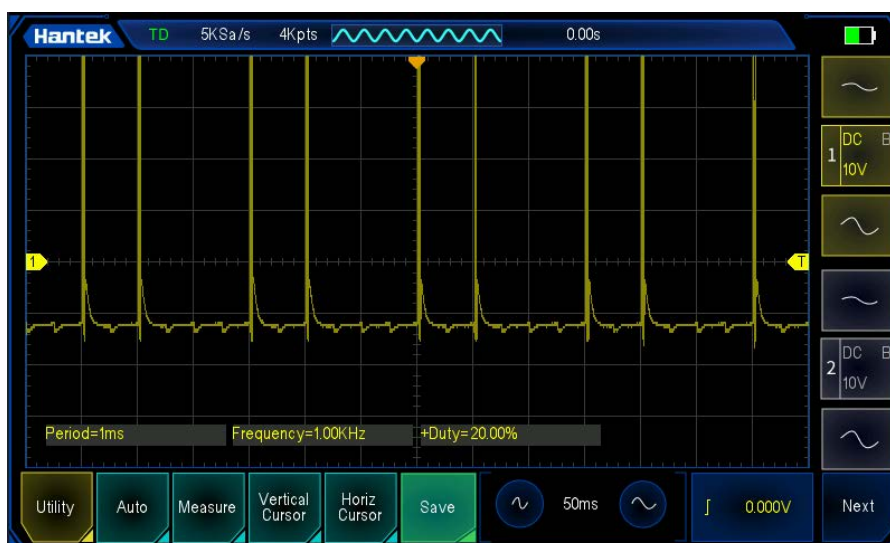 Hantek TD 5KSa/s 4Kpts 0.00s
1 DC B
10V
1 T
2 DC B
10V
Period=1ms Frequency=1.00KHz +Duty=20.00%
Utility Auto Measure Vertical Cursor Horiz Cursor Save 50ms ʃ 0.000V Next